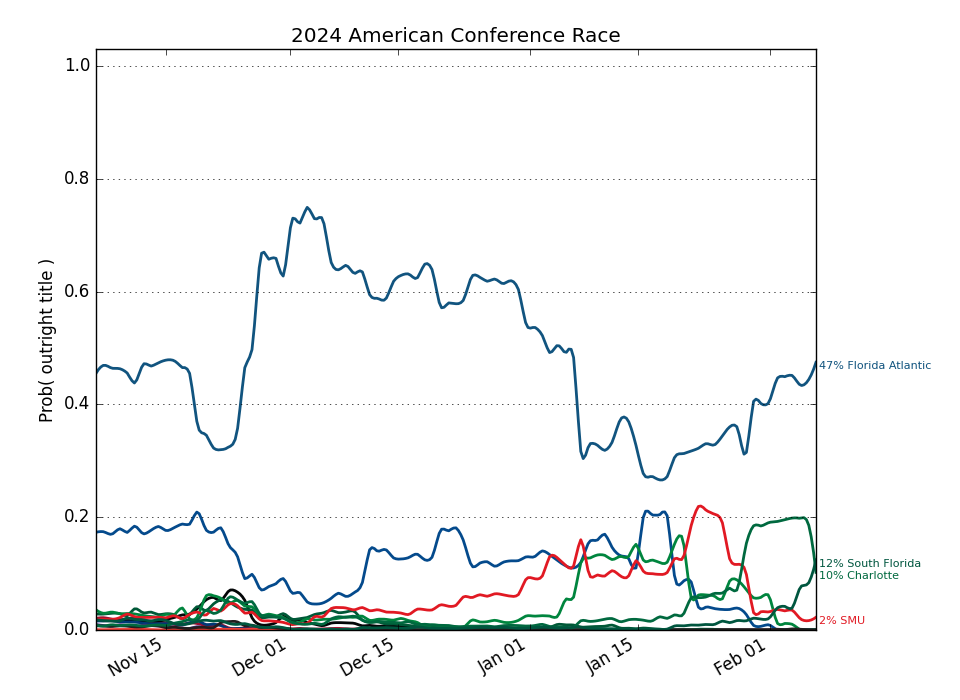 2024 American Conference Race
Prob( outright title )
1.0
0.8
0.6
0.4
0.2
0.0
47% Florida Atlantic
12% South Florida
10% Charlotte
2% SMU
Nov 15
Dec 01
Dec 15
Jan 01
Jan 15
Feb 01